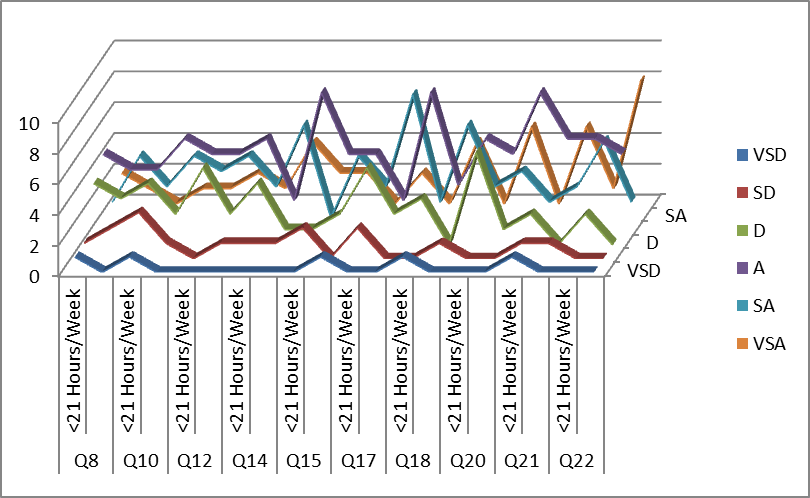 10
8
6
4
2
0
<21 Hours/Week
<21 Hours/Week
<21 Hours/Week
<21 Hours/Week
<21 Hours/Week
<21 Hours/Week
<21 Hours/Week
<21 Hours/Week
<21 Hours/Week
<21 Hours/Week
Q8 Q10 Q12 Q14 Q15 Q17 Q18 Q20 Q21 Q22
SA
D
VSD
VSD
SD
D
A
SA
VSA